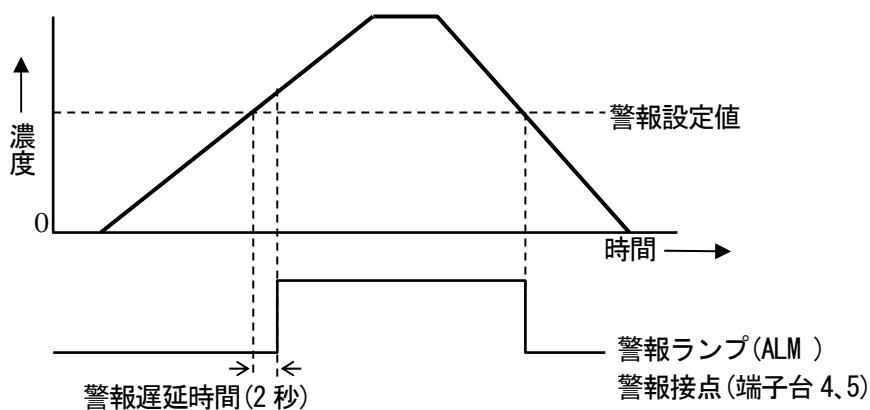 濃度
警報設定値
0
時間
警報ランプ(ALM )
警報遅延時間(2 秒)
警報接点(端子台 4、5)